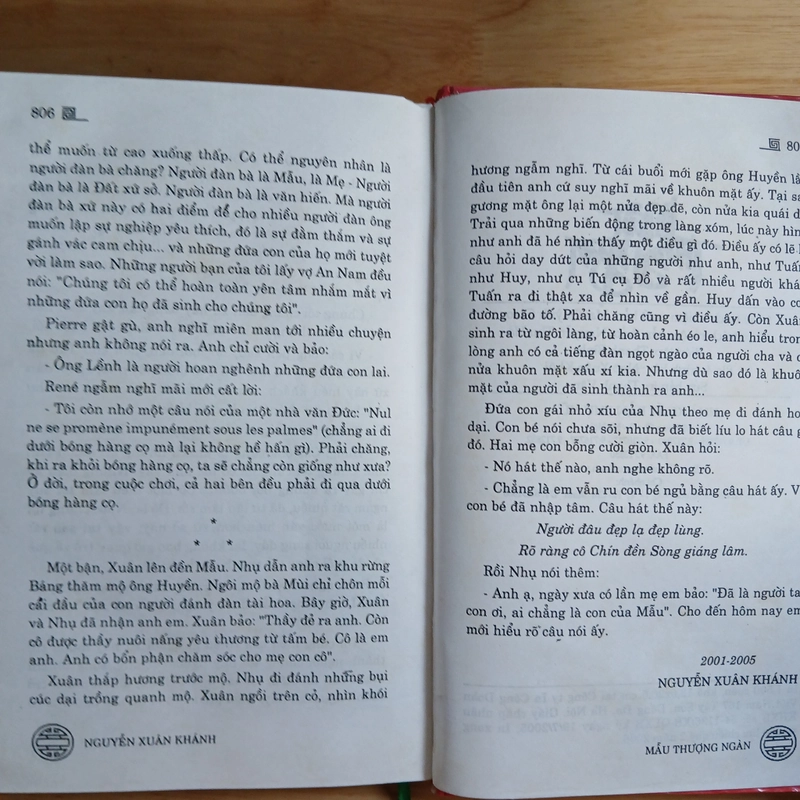 806
thể muốn từ cao xuống thấp. Có thể nguyên nhân là
người đàn bà chăng? Người đàn bà là Mẫu, là Mẹ - Người
đàn bà là Đất xứ sở. Người đàn bà là văn hiến. Mà người
đàn bà xứ này có hai điểm để cho nhiều người đàn ông
muốn lập sự nghiệp yêu thích, đó là sự đằm thắm và sự
gánh vác cam chịu... và những đứa con của họ mới tuyệt
vời làm sao. Những người bạn của tôi lấy vợ An Nam đều
nói: "Chúng tôi có thể hoàn toàn yên tâm nhắm mắt vì
những đứa con họ đã sinh cho chúng tôi".
Pierre gật gù, anh nghĩ miên man tới nhiều chuyện
nhưng anh không nói ra. Anh chỉ cười và bảo:
- Ông Lềnh là người hoan nghênh những đứa con lai.
René ngẫm nghĩ mãi mới cất lời:
- Tôi còn nhớ một câu nói của một nhà văn Đức: "Nul
ne se promène impunément sous les palmes" (chẳng ai đi
dưới bóng hàng cọ mà lại không hề hấn gì). Phải chăng,
khi ra khỏi bóng hàng cọ, ta sẽ chẳng còn giống như xưa?
Ở đời, trong cuộc chơi, cả hai bên đều phải đi qua dưới
bóng hàng cọ.
*
* *
Một bận, Xuân lên đền Mẫu. Nhụ dẫn anh ra khu rừng
Báng thăm mộ ông Huyền. Ngôi mộ bà Mùi chỉ chôn mỗi
cái đầu của con người đánh đàn tài hoa. Bây giờ, Xuân
và Nhụ đã nhận anh em. Xuân bảo: "Thầy đẻ ra anh. Còn
cô được thầy nuôi nấng yêu thương từ tấm bé. Cô là em
anh. Anh có bổn phận chăm sóc cho mẹ con cô".
Xuân thắp hương trước mộ. Nhụ đi đánh những bụi
cúc dại trồng quanh mộ. Xuân ngồi trên cỏ, nhìn khói
NGUYỄN XUÂN KHÁNH
80
hương ngẫm nghĩ. Từ cái buổi mới gặp ông Huyền lần
đầu tiên anh cứ suy nghĩ mãi về khuôn mặt ấy. Tại sa
gương mặt ông lại một nửa đẹp đẽ, còn nửa kia quái d
Trải qua những biến động trong làng xóm, lúc này hìn
như anh đã hé nhìn thấy một điều gì đó. Điều ấy có lẽ l
câu hỏi day dứt của những người như anh, như Tuấn
như Huy, như cụ Tú cụ Đồ và rất nhiều người khá
Tuấn ra đi thật xa để nhìn về gần. Huy dấn vào co
đường bão tố. Phải chăng cũng vì điều ấy. Còn Xuâ
sinh ra từ ngôi làng, từ hoàn cảnh éo le, anh hiểu tron
lòng anh có cả tiếng đàn ngọt ngào của người cha và c
nửa khuôn mặt xấu xí kia. Nhưng dù sao đó là khuô
mặt của người đã sinh thành ra anh...
Đứa con gái nhỏ xíu của Nhụ theo mẹ đi dánh ho
dại. Con bé nói chưa sõi, nhưng đã biết líu lo hát câu g
đó. Hai mẹ con bỗng cười giòn. Xuân hỏi:
- Nó hát thế nào, anh nghe không rõ.
- Chẳng là em vẫn ru con bé ngủ bằng câu hát ấy. V
con bé đã nhập tâm. Câu hát thế này:
Người đâu đẹp lạ đẹp lùng.
Rõ ràng cô Chín đền Sòng giáng lâm.
Rồi Nhụ nói thêm:
- Anh ạ, ngày xưa có lần mẹ em bảo: "Đã là người ta
con ơi, ai chẳng là con của Mẫu". Cho đến hôm nay em
mới hiểu rõ câu nói ấy.
2001-2005
NGUYỄN XUÂN KHÁNH
MẪU THƯỢNG NGÀN